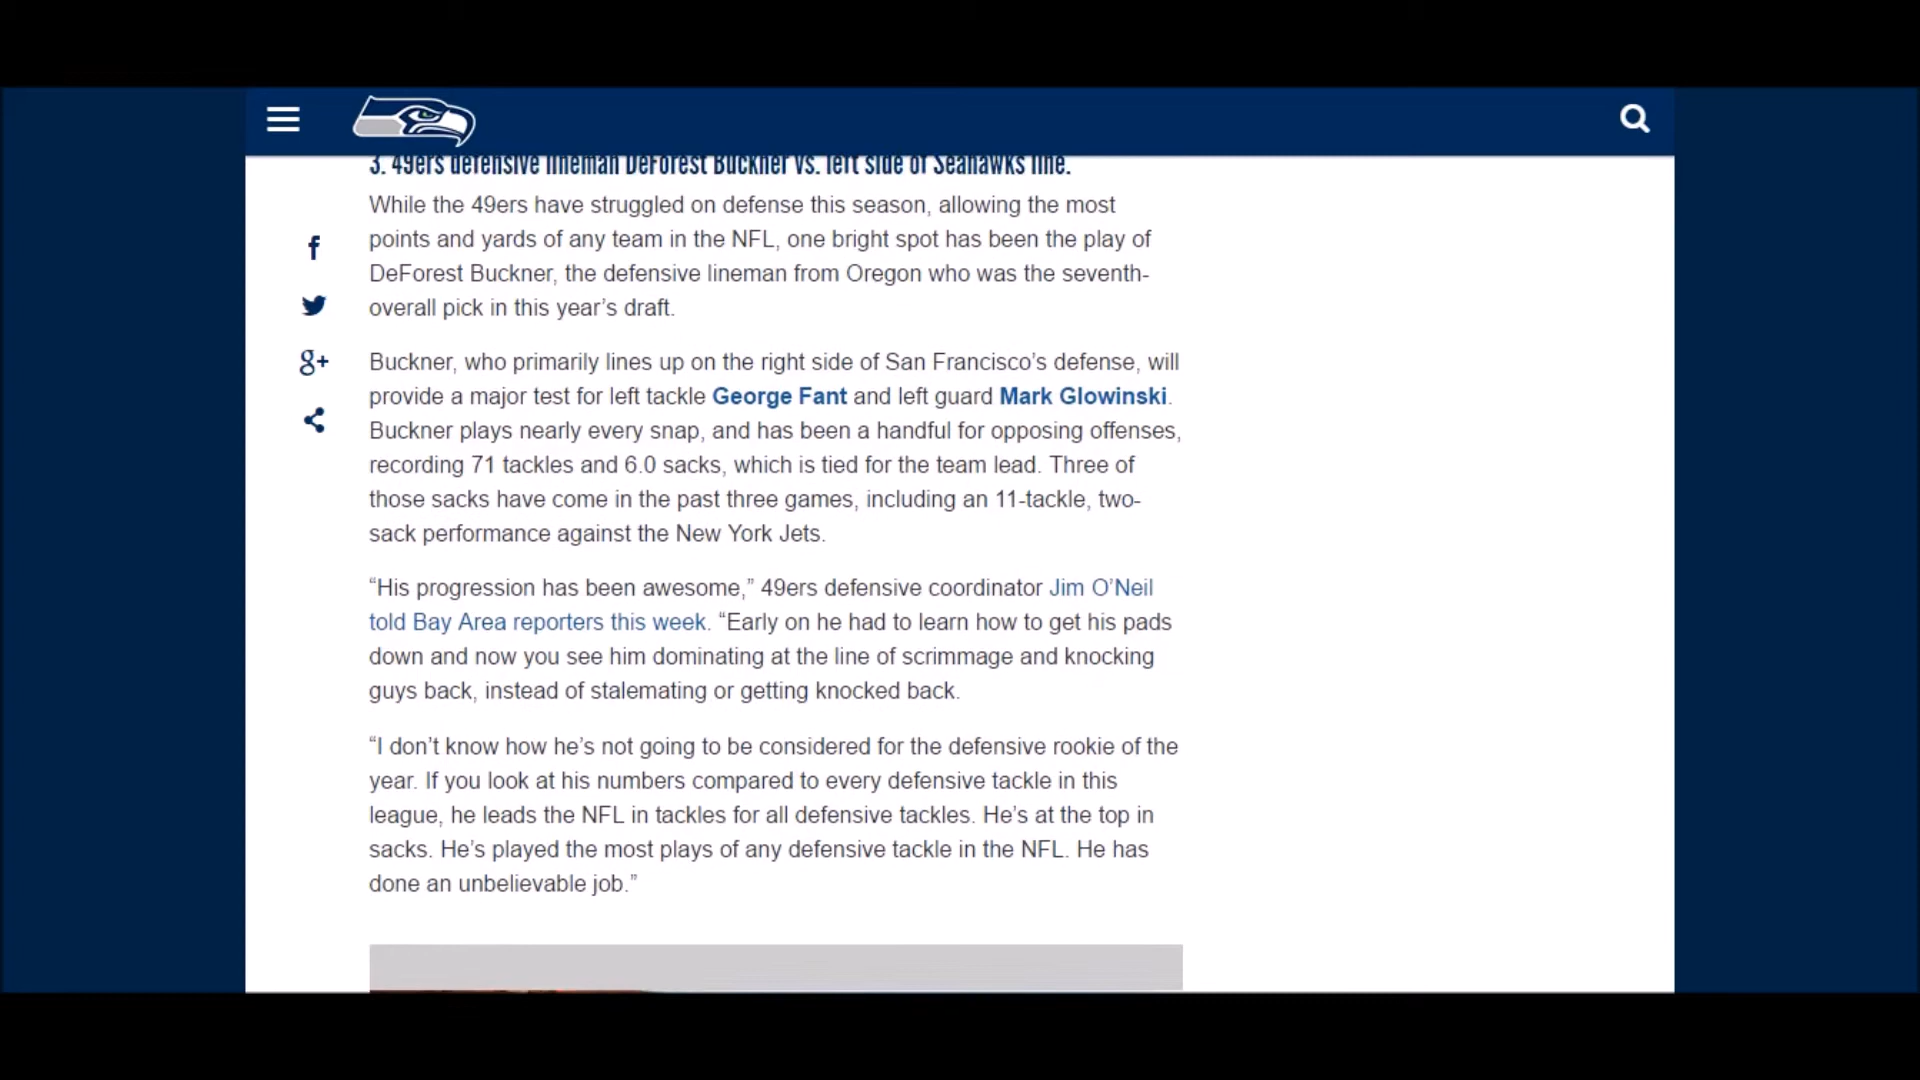 3. 49ers defensive lineman DeForest Buckner vs. left side of Seahawks line.
While the 49ers have struggled on defense this season, allowing the most
points and yards of any team in the NFL, one bright spot has been the play of
DeForest Buckner, the defensive lineman from Oregon who was the seventh-
overall pick in this year’s draft.
Buckner, who primarily lines up on the right side of San Francisco’s defense, will
provide a major test for left tackle George Fant and left guard Mark Glowinski.
Buckner plays nearly every snap, and has been a handful for opposing offenses,
recording 71 tackles and 6.0 sacks, which is tied for the team lead. Three of
those sacks have come in the past three games, including an 11-tackle, two-
sack performance against the New York Jets.
“His progression has been awesome,” 49ers defensive coordinator Jim O’Neil
told Bay Area reporters this week. “Early on he had to learn how to get his pads
down and now you see him dominating at the line of scrimmage and knocking
guys back, instead of stalemating or getting knocked back.
“I don’t know how he’s not going to be considered for the defensive rookie of the
year. If you look at his numbers compared to every defensive tackle in this
league, he leads the NFL in tackles for all defensive tackles. He’s at the top in
sacks. He’s played the most plays of any defensive tackle in the NFL. He has
done an unbelievable job.”